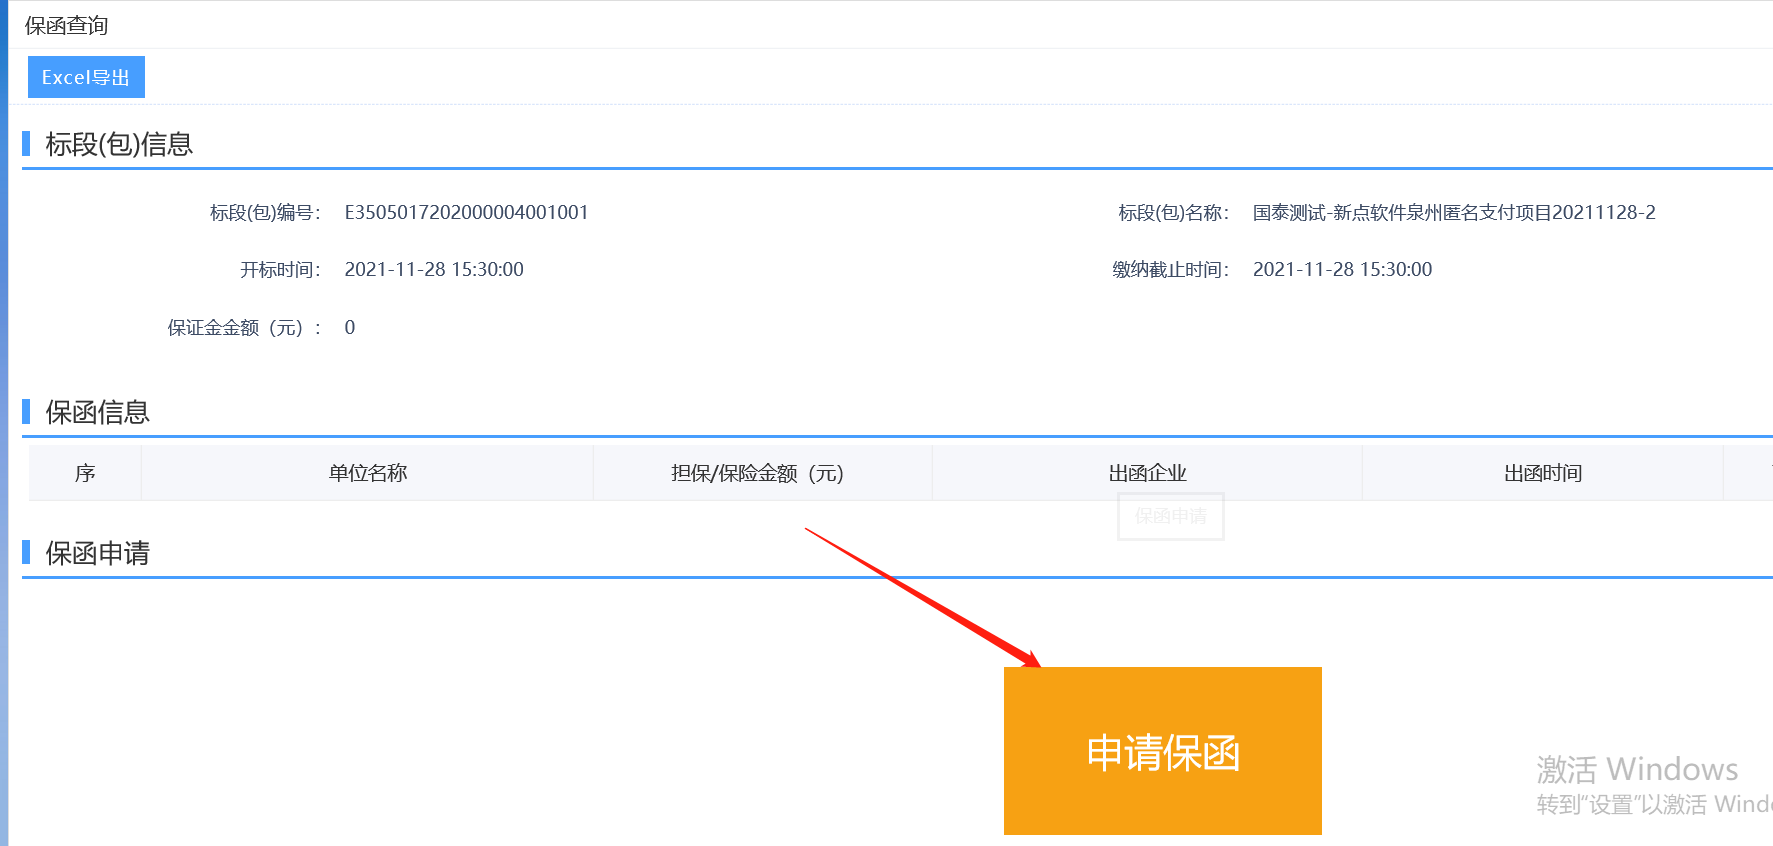 保函查询
Excel导出
标段(包)信息
标段(包)编号： E3505017202000004001001
标段(包)名称： 国泰测试-新点软件泉州匿名支付项目20211128-2
开标时间： 2021-11-28 15:30:00
缴纳截止时间： 2021-11-28 15:30:00
保证金金额（元）： 0
保函信息
序 单位名称 担保/保险金额（元） 出函企业 出函时间
保函申请
保函申请
申请保函
激活 Windows
转到“设置”以激活 Wind